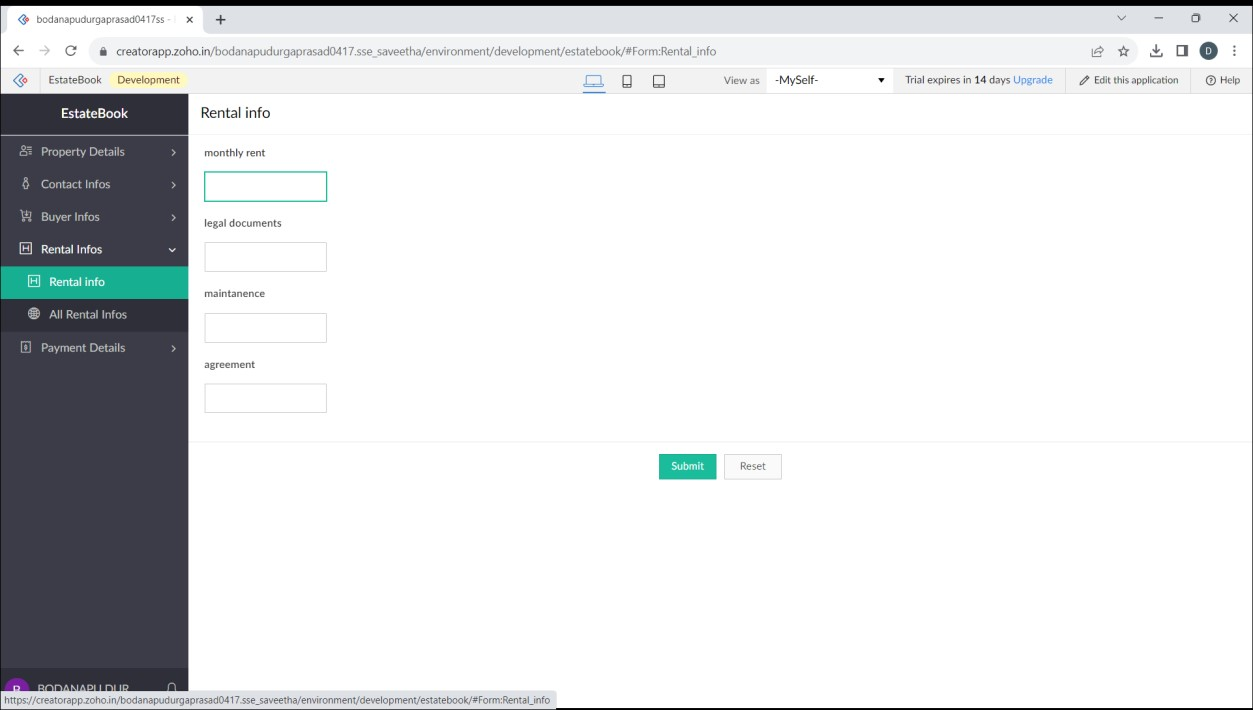 bodanapudurgaprasad0417ss -
creatorapp.zoho.in/bodanapudurgaprasad0417.sse_saveetha/environment/development/estatebook/#Form:Rental_info
D
EstateBook Development
View as -MySelf-
Trial expires in 14 days Upgrade
Edit this application
Help
EstateBook
Property Details
Contact Infos
Buyer Infos
Rental Infos
Rental info
All Rental Infos
Payment Details
Rental info
monthly rent
legal documents
maintanence
agreement
Submit
Reset
B BODANAPU DUR
https://creatorapp.zoho.in/bodanapudurgaprasad0417.sse_saveetha/environment/development/estatebook/#Form:Rental_info